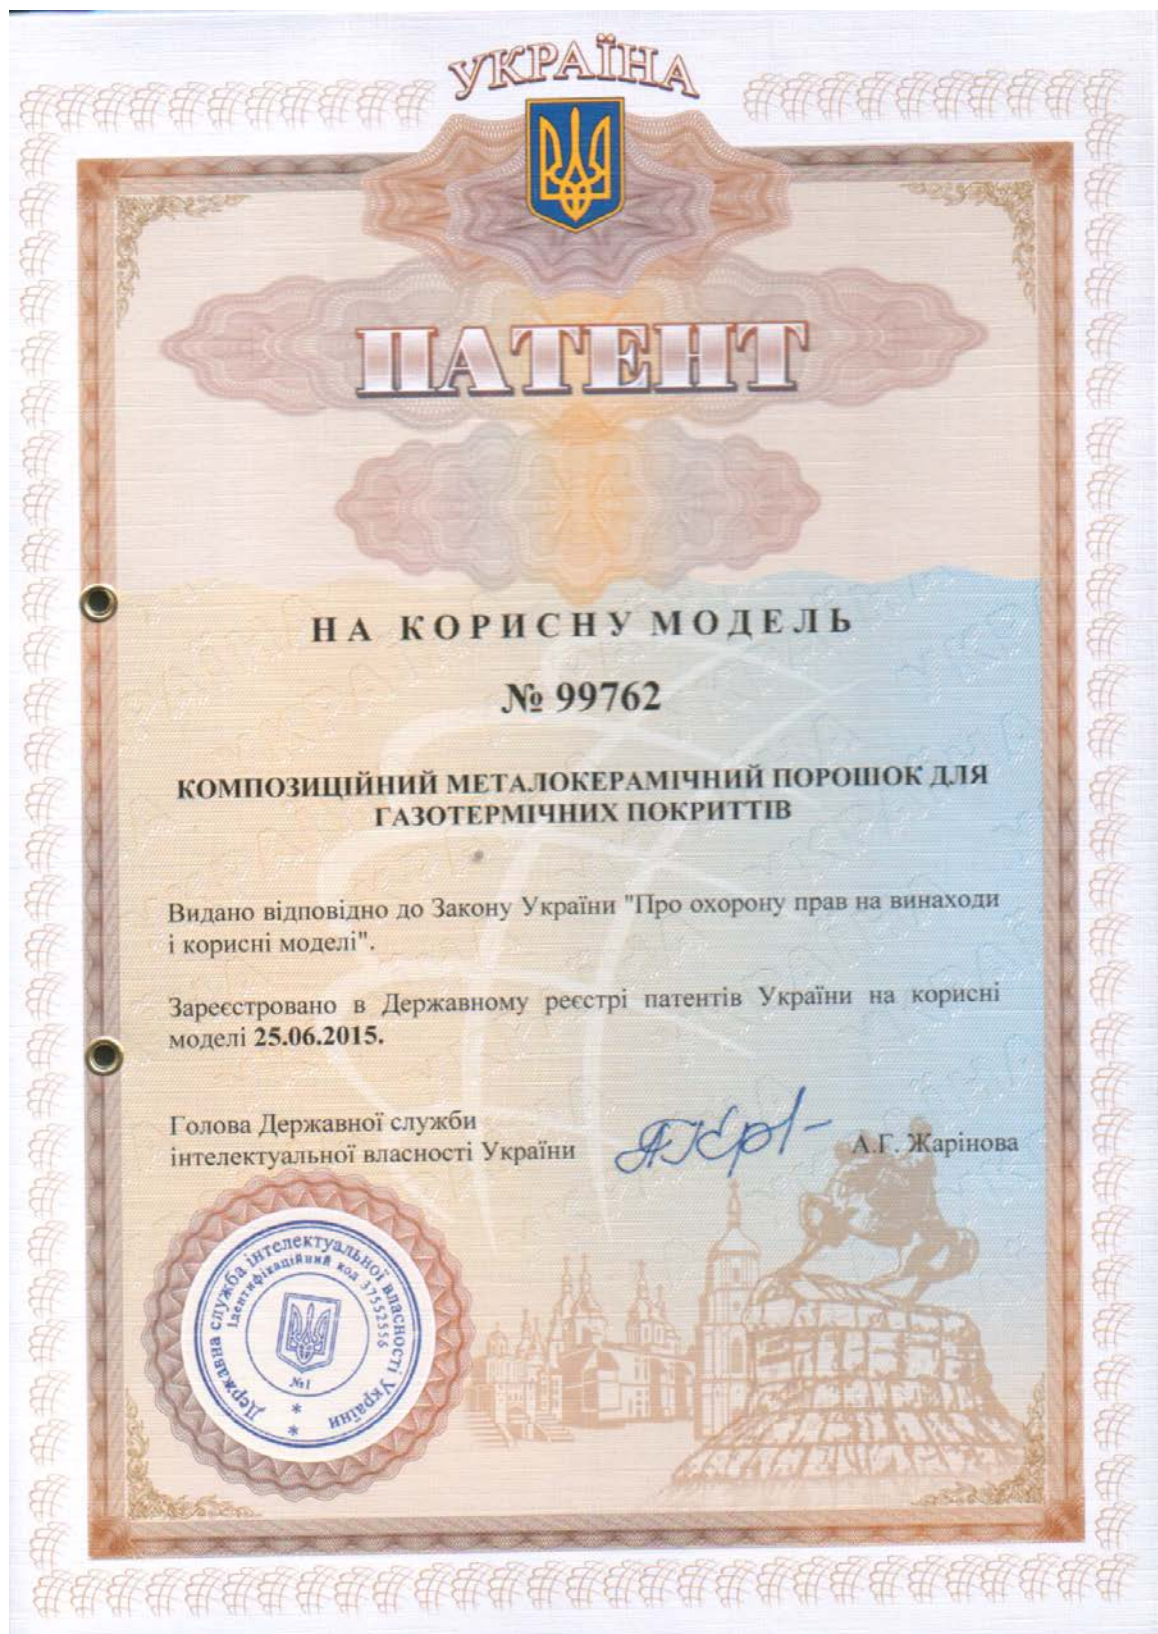 УКРАЇНА
ПАТЕНТ
НА КОРИСНУ МОДЕЛЬ
№ 99762
КОМПОЗИЦІЙНИЙ МЕТАЛОКЕРАМІЧНИЙ ПОРОШОК ДЛЯ
ГАЗОТЕРМІЧНИХ ПОКРИТТІВ
Видано відповідно до Закону України "Про охорону прав на винаходи
і корисні моделі".
Зареєстровано в Державному реєстрі патентів України на корисні
моделі 25.06.2015.
Голова Державної служби
інтелектуальної власності України
А.Г. Жарінова
Державна служба інтелектуальної власності України
Ідентифікаційний код 37552556
№1